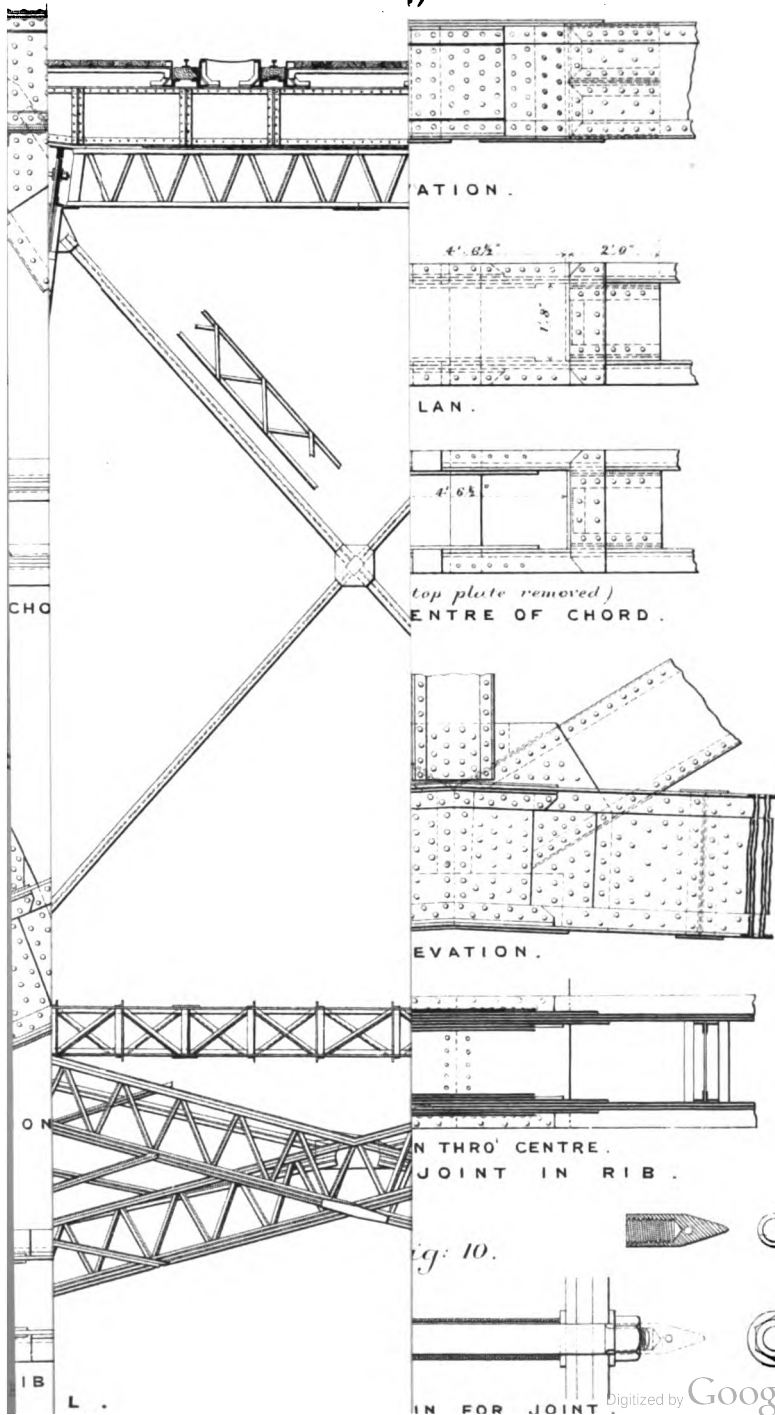 ATION.
4'. 6½"
2'. 0"
1'. 8"
LAN.
CHO
4'. 6½"
top plate removed)
ENTRE OF CHORD.
EVATION.
ON
N THRO' CENTRE.
JOINT IN RIB.
ig: 10.
IB
L.
IN FOR JOINT.
Digitized by Goog